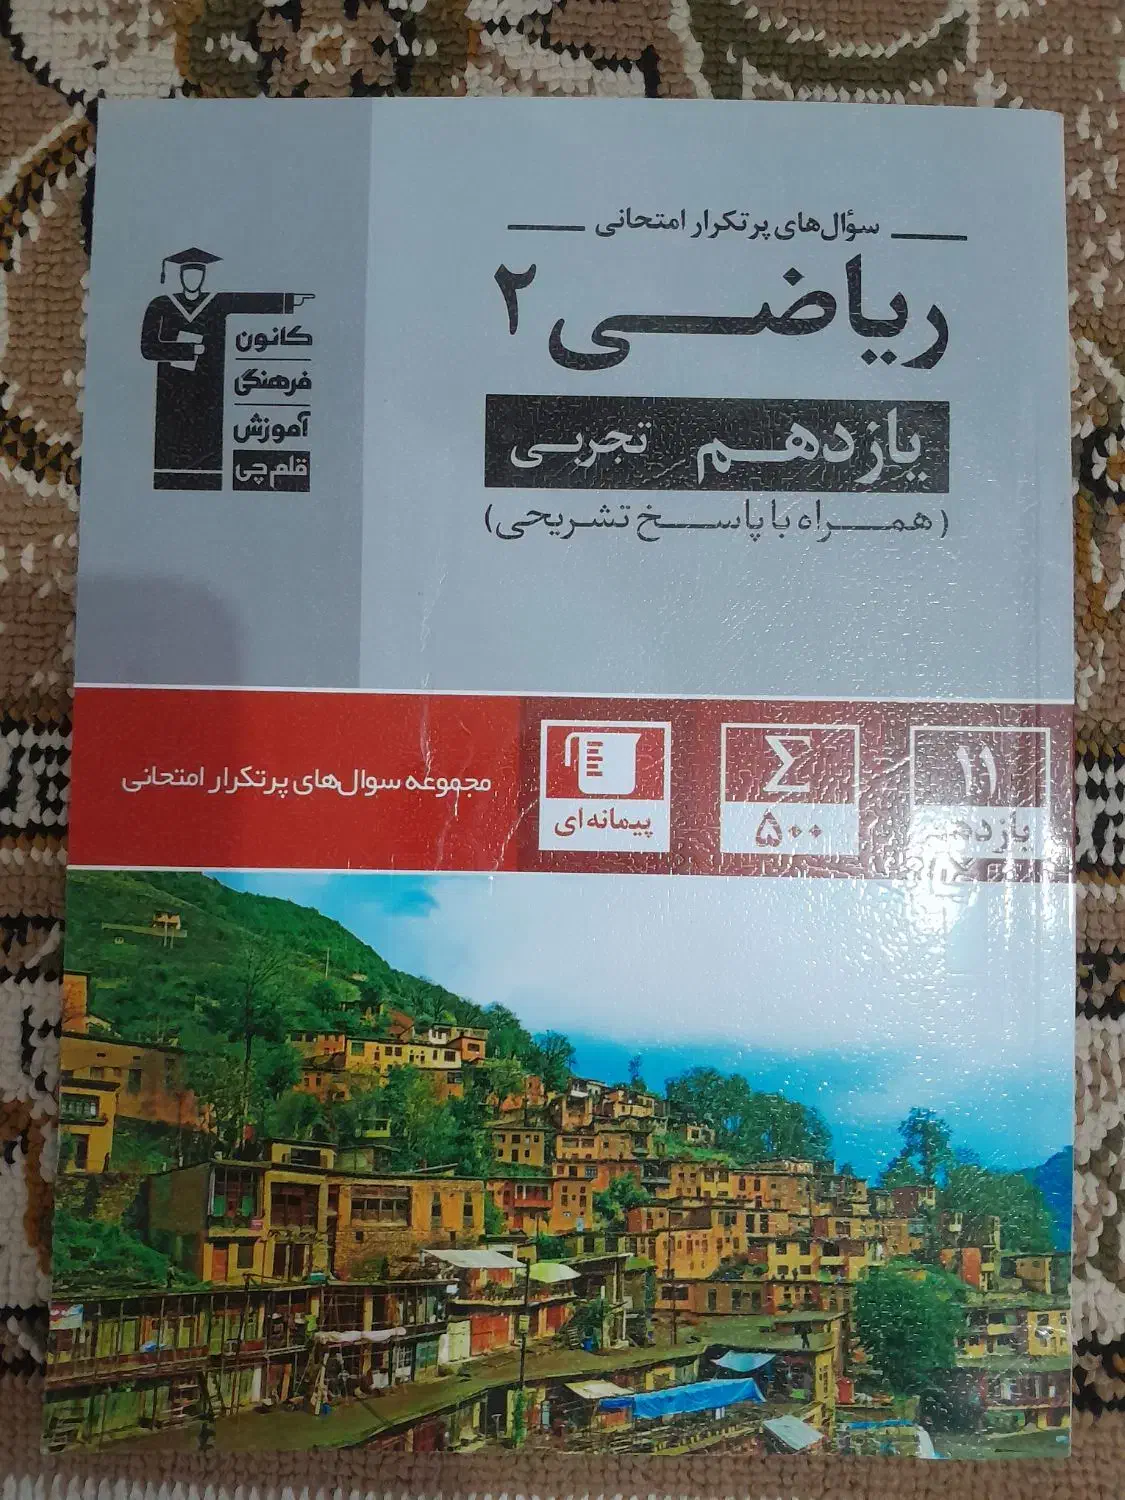 سؤال‌های پرتکرار امتحانی
ریاضی ۲
یازدهم تجربی
(همراه با پاسخ تشریحی)
کانون
فرهنگی
آموزش
قلم‌چی
۱۱
یازدهم
Σ
۵۰۰
پیمانه‌ای
مجموعه سوال‌های پرتکرار امتحانی